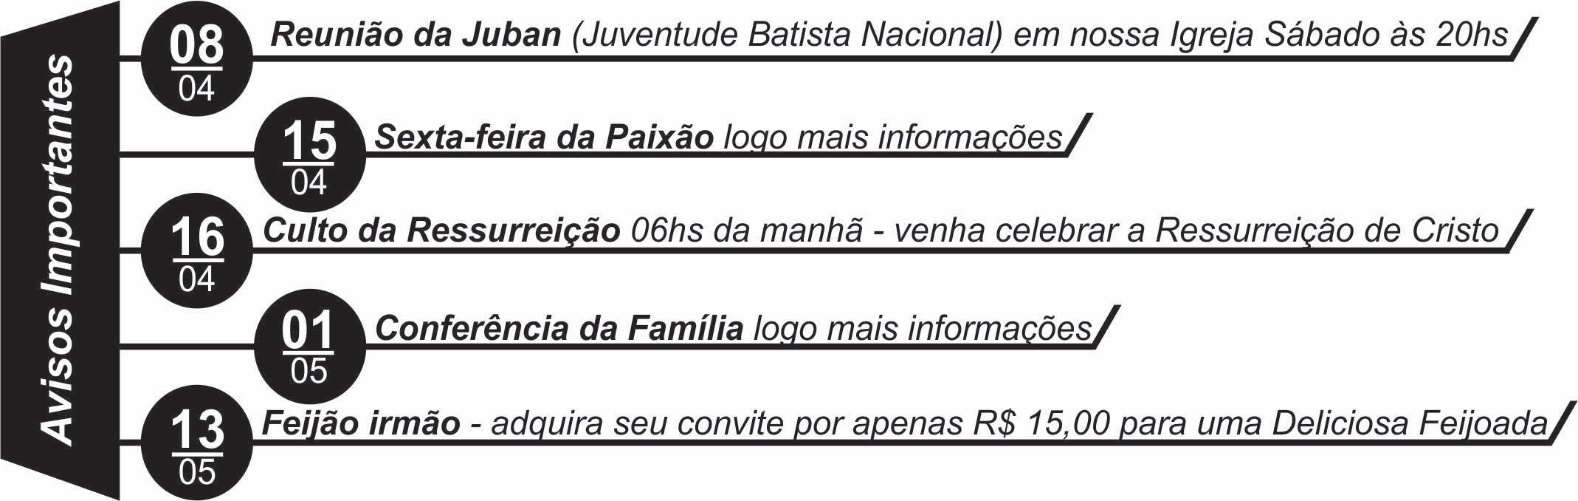 Avisos Importantes
08
04
Reunião da Juban (Juventude Batista Nacional) em nossa Igreja Sábado às 20hs
15
04
Sexta-feira da Paixão logo mais informações
16
04
Culto da Ressurreição 06hs da manhã - venha celebrar a Ressurreição de Cristo
01
05
Conferência da Família logo mais informações
13
05
Feijão irmão - adquira seu convite por apenas R$ 15,00 para uma Deliciosa Feijoada